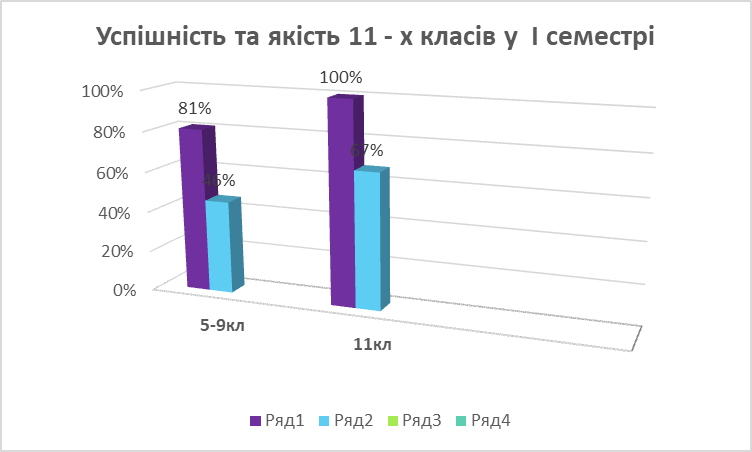 Успішність та якість 11 - х класів у І семестрі
100%
80%
60%
40%
20%
0%
81%
100%
67%
5-9кл
11кл
Ряд1 Ряд2 Ряд3 Ряд4